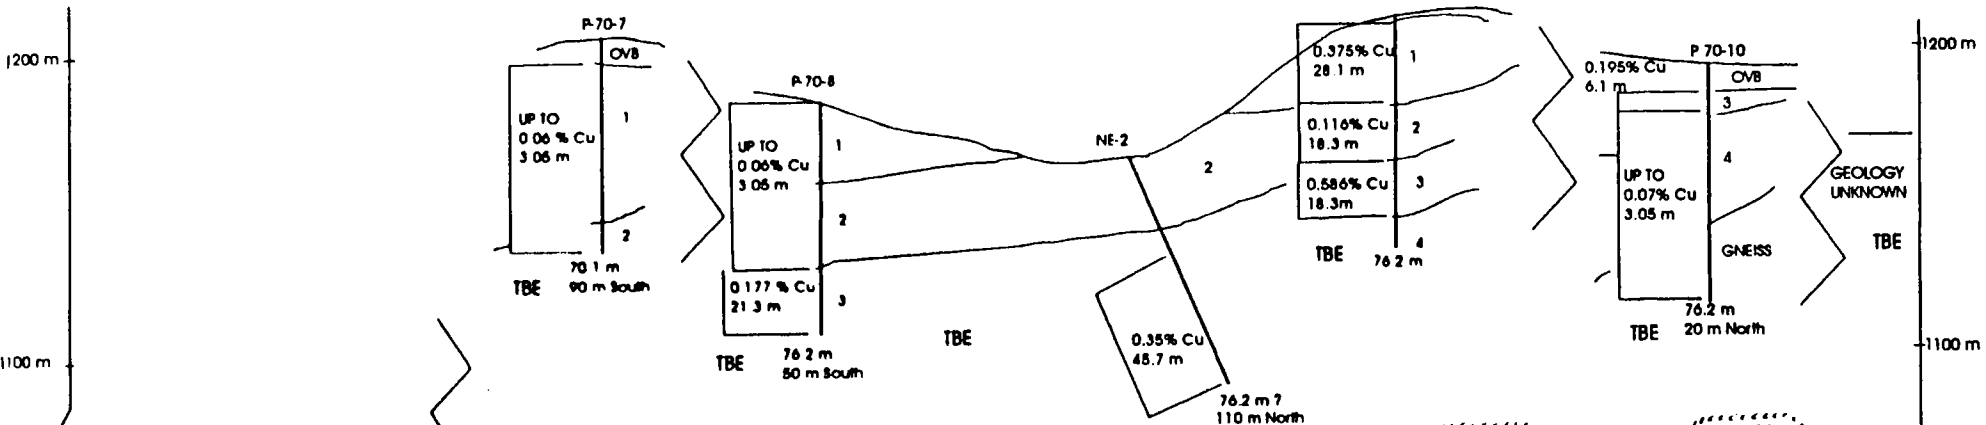 1200 m
1100 m
P-70-7
OVB
UP TO
0.06 % Cu
3.05 m
1
2
70.1 m
90 m South
TBE
P-70-8
UP TO
0.06% Cu
3.05 m
1
2
0.177 % Cu
21.3 m
3
TBE
76.2 m
50 m South
TBE
NE-2
2
0.35% Cu
45.7 m
76.2 m ?
110 m North
0.375% Cu
28.1 m
1
0.116% Cu
18.3 m
2
0.586% Cu
18.3m
3
4
TBE
76.2 m
P 70-10
0.195% Cu
6.1 m
OVB
3
UP TO
0.07% Cu
3.05 m
4
GNEISS
76.2 m
20 m North
TBE
GEOLOGY
UNKNOWN
TBE
1200 m
1100 m